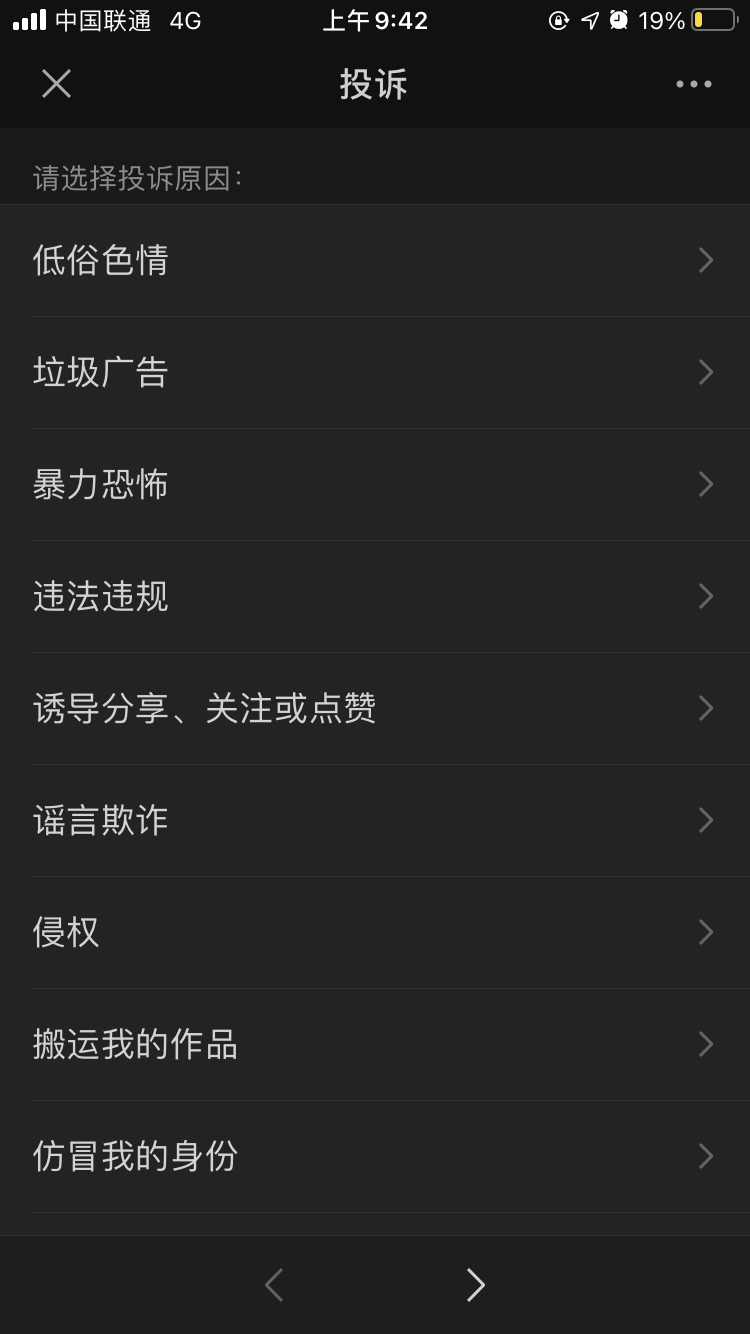 中国联通 4G 上午9:42 19%
投诉
请选择投诉原因：
低俗色情
垃圾广告
暴力恐怖
违法违规
诱导分享、关注或点赞
谣言欺诈
侵权
搬运我的作品
仿冒我的身份